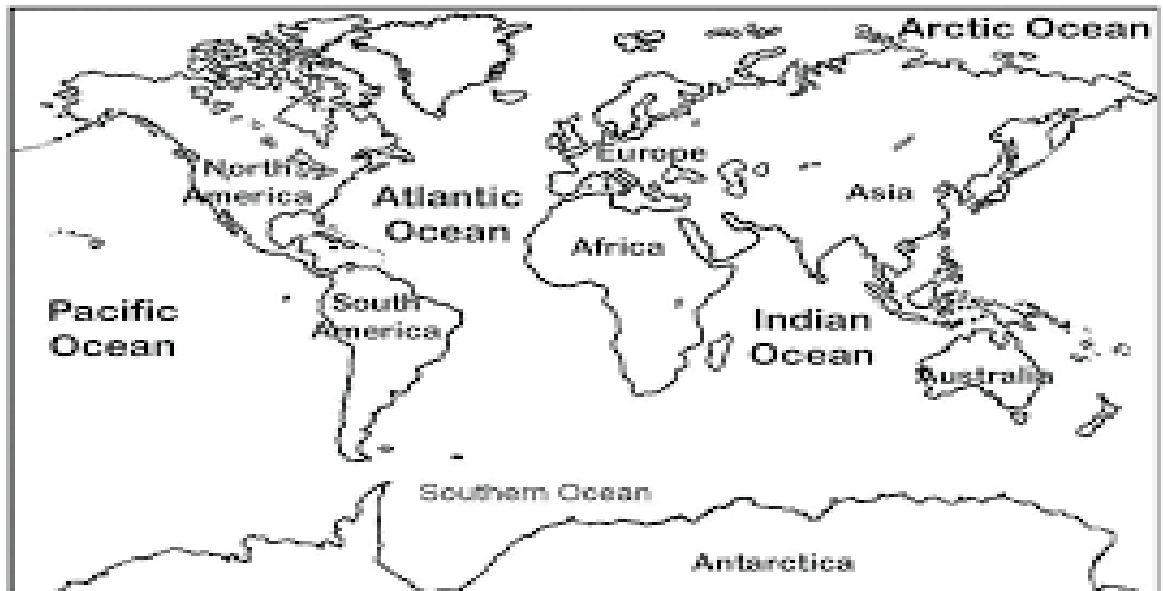 Arctic Ocean
North
America
Europe
Asia
Atlantic
Ocean
Africa
Pacific
Ocean
South
America
Indian
Ocean
Australia
Southern Ocean
Antarctica